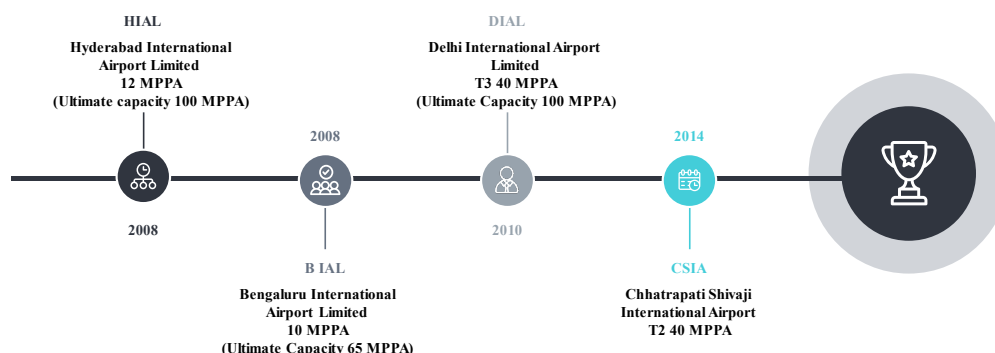 HIAL
Hyderabad International
Airport Limited
12 MPPA
(Ultimate capacity 100 MPPA)
2008
2008
B IAL
Bengaluru International
Airport Limited
10 MPPA
(Ultimate Capacity 65 MPPA)
DIAL
Delhi International Airport
Limited
T3 40 MPPA
(Ultimate Capacity 100 MPPA)
2010
2014
CSIA
Chhatrapati Shivaji
International Airport
T2 40 MPPA